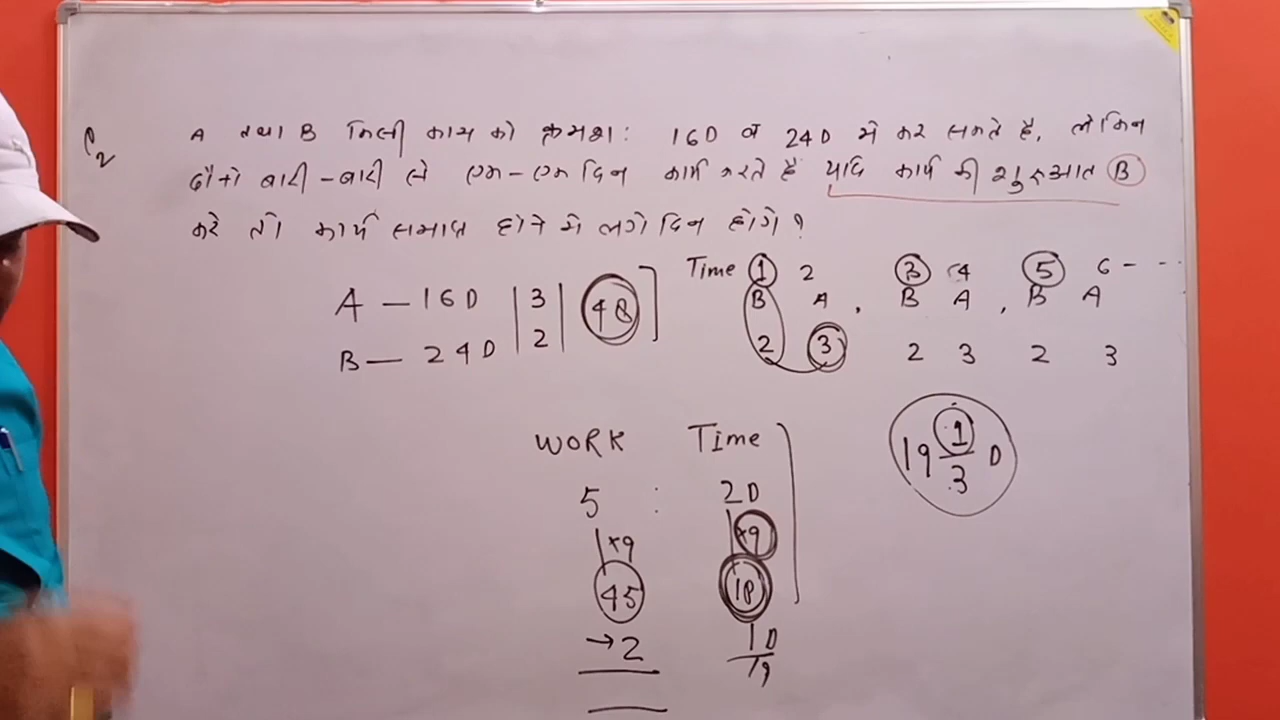 Q2
A तथा B किसी कार्य को क्रमशः 16D व 24D में कर सकते है, लेकिन
दोनो बारी-बारी से एक-एक दिन कार्य करते है यदि कार्य की शुरुआत B
करे तो कार्य समाप्त होने मे लगे दिन होगे ?
Time 1 2 3 4 5 6 - - - -
B A , B A , B A
2 3 2 3 2 3
A — 16D | 3 | 48
B — 24D | 2 |
WORK Time
5 : 2D
×9 ×9
45 18
→ 2 1D
19
19 1/3 D